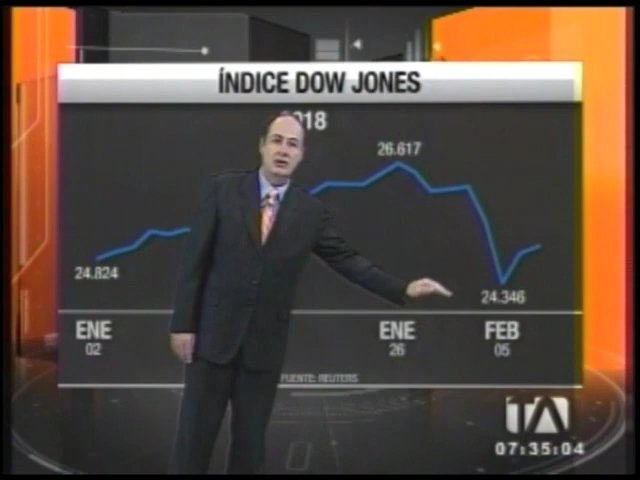 ÍNDICE DOW JONES
2018
26.617
24.824
24.346
ENE
02
ENE
26
FEB
05
FUENTE: REUTERS
TA
07:35:04